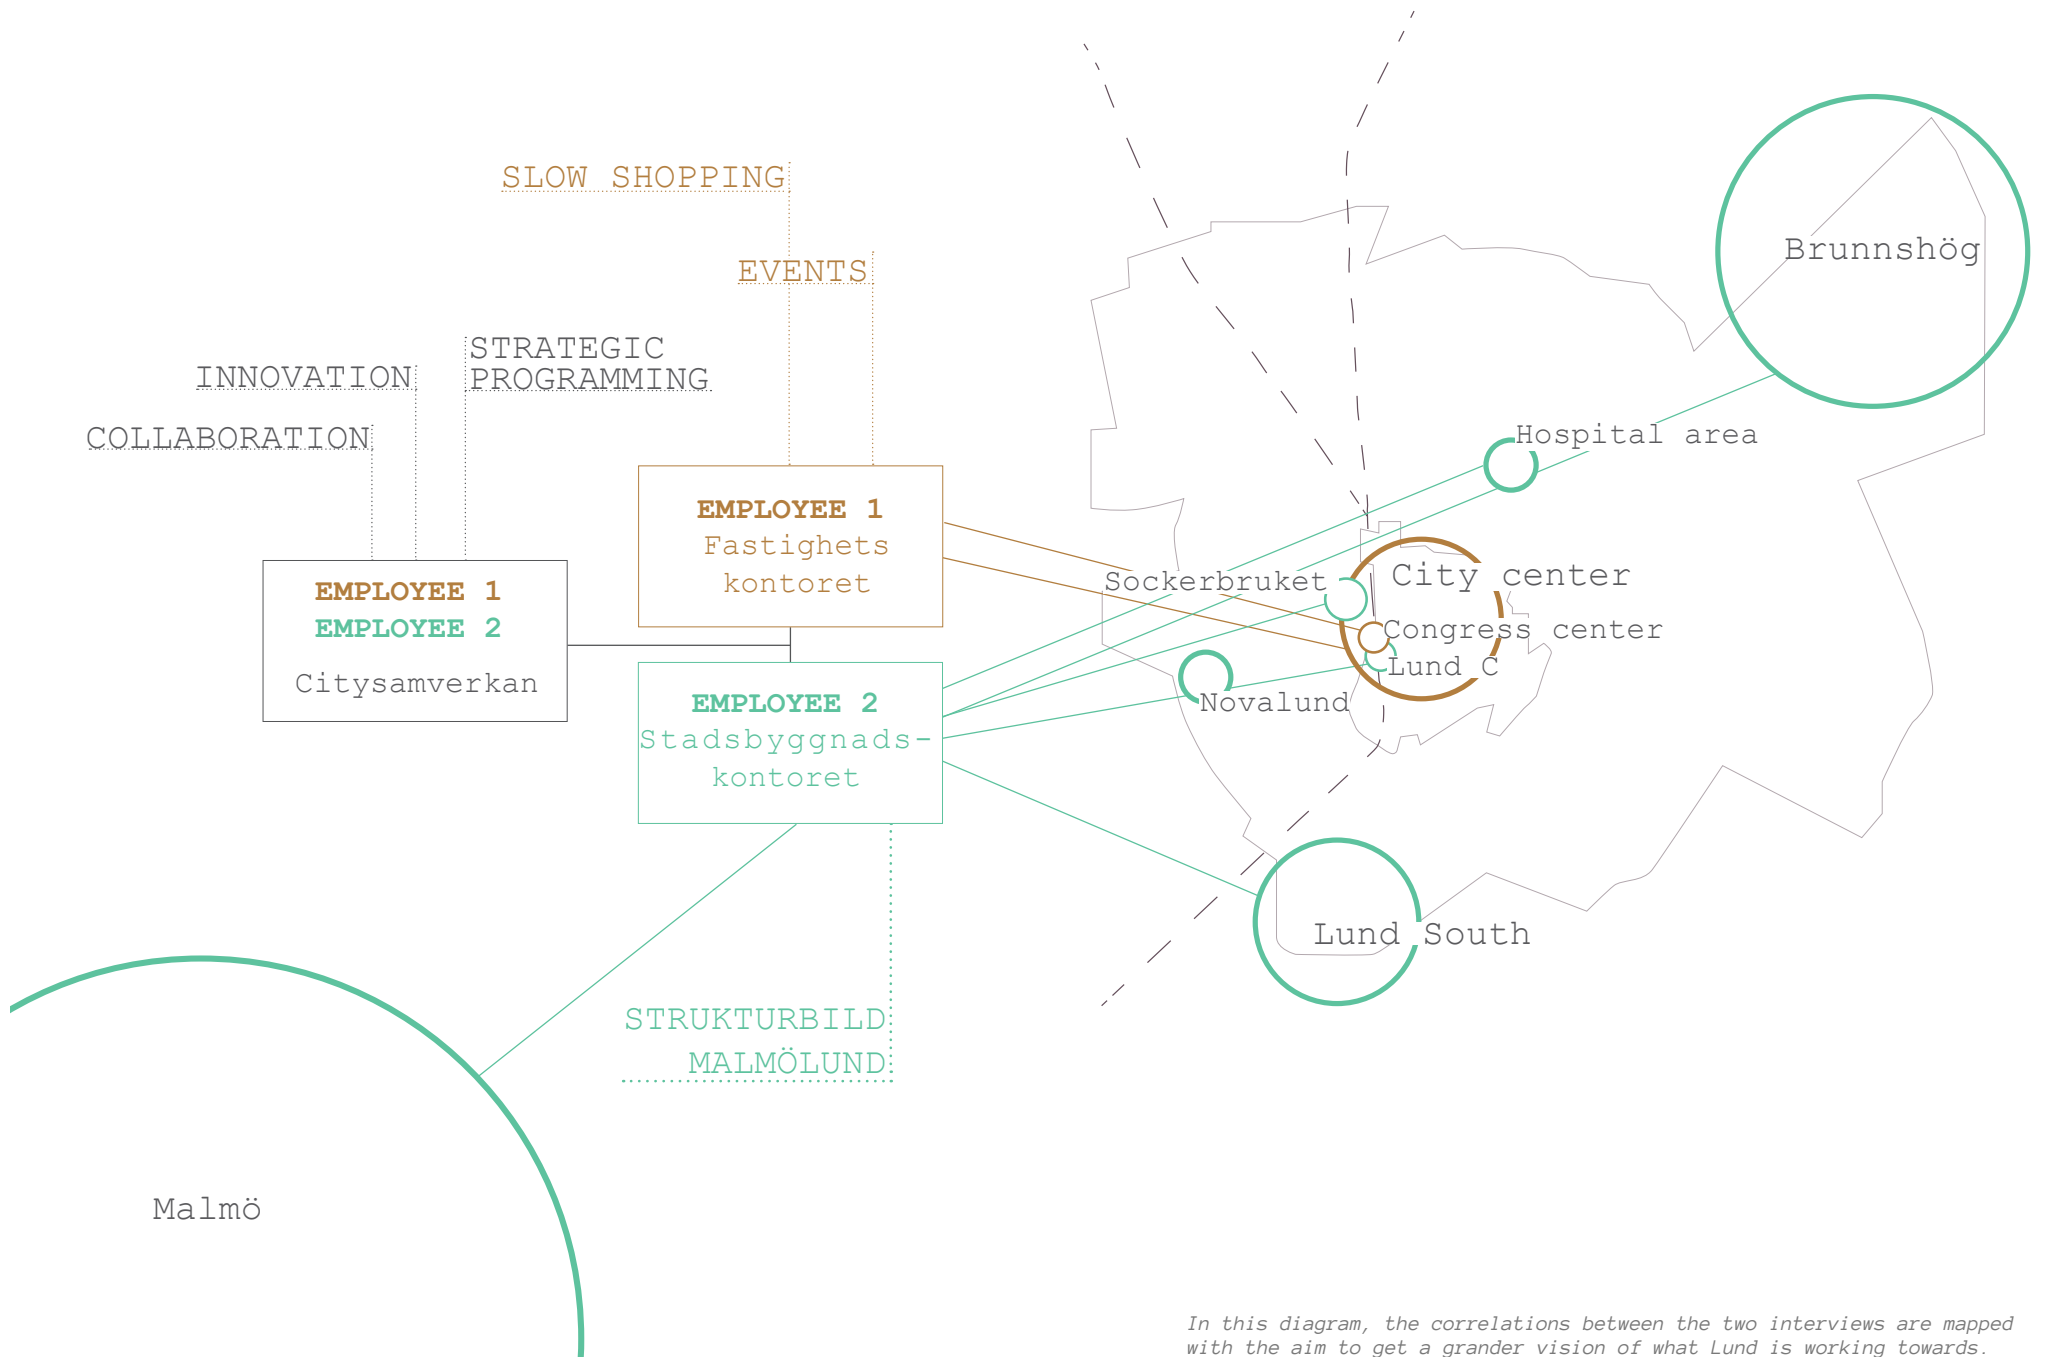 SLOW SHOPPING
EVENTS
STRATEGIC
PROGRAMMING
INNOVATION
COLLABORATION
EMPLOYEE 1
Fastighets
kontoret
EMPLOYEE 1
EMPLOYEE 2
Citysamverkan
EMPLOYEE 2
Stadsbyggnads-
kontoret
STRUKTURBILD
MALMÖLUND
Malmö
Brunnshög
Hospital area
Sockerbruket
City center
Congress center
Lund C
Novalund
Lund South
In this diagram, the correlations between the two interviews are mapped
with the aim to get a grander vision of what Lund is working towards.